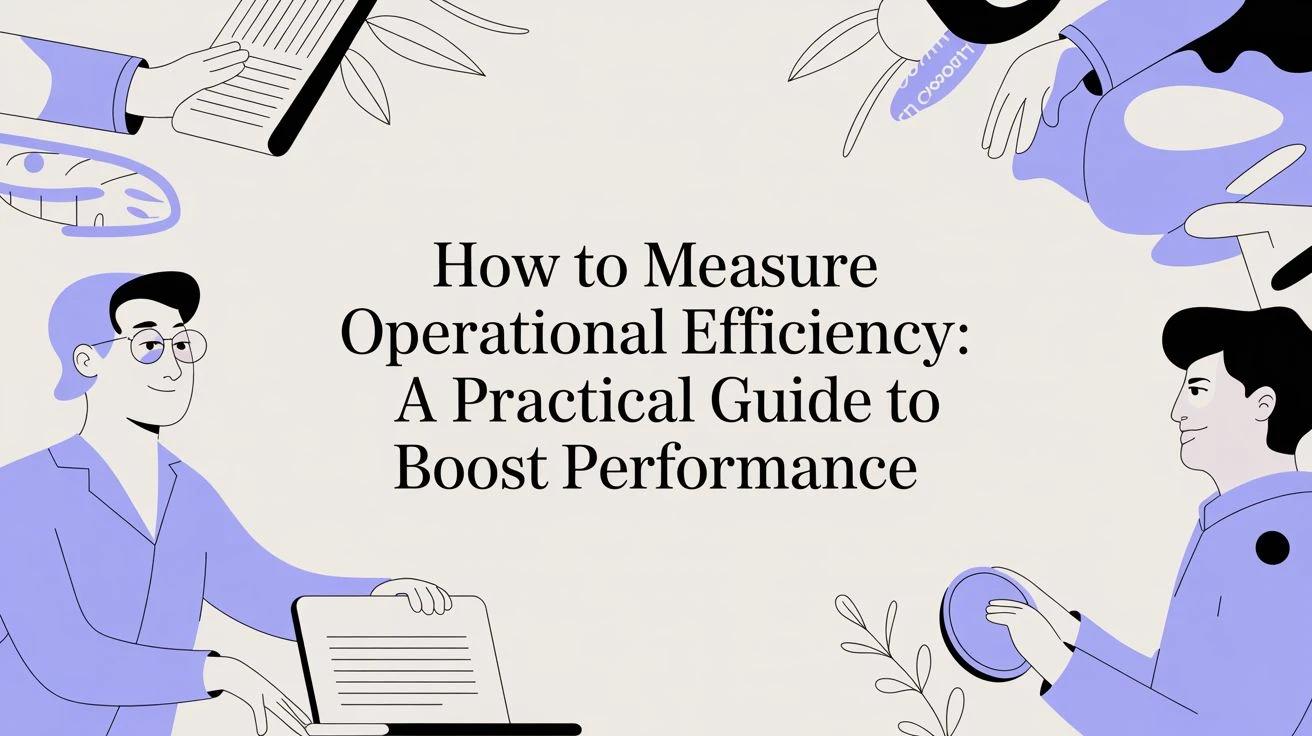 How to Measure
Operational Efficiency:
A Practical Guide to
Boost Performance